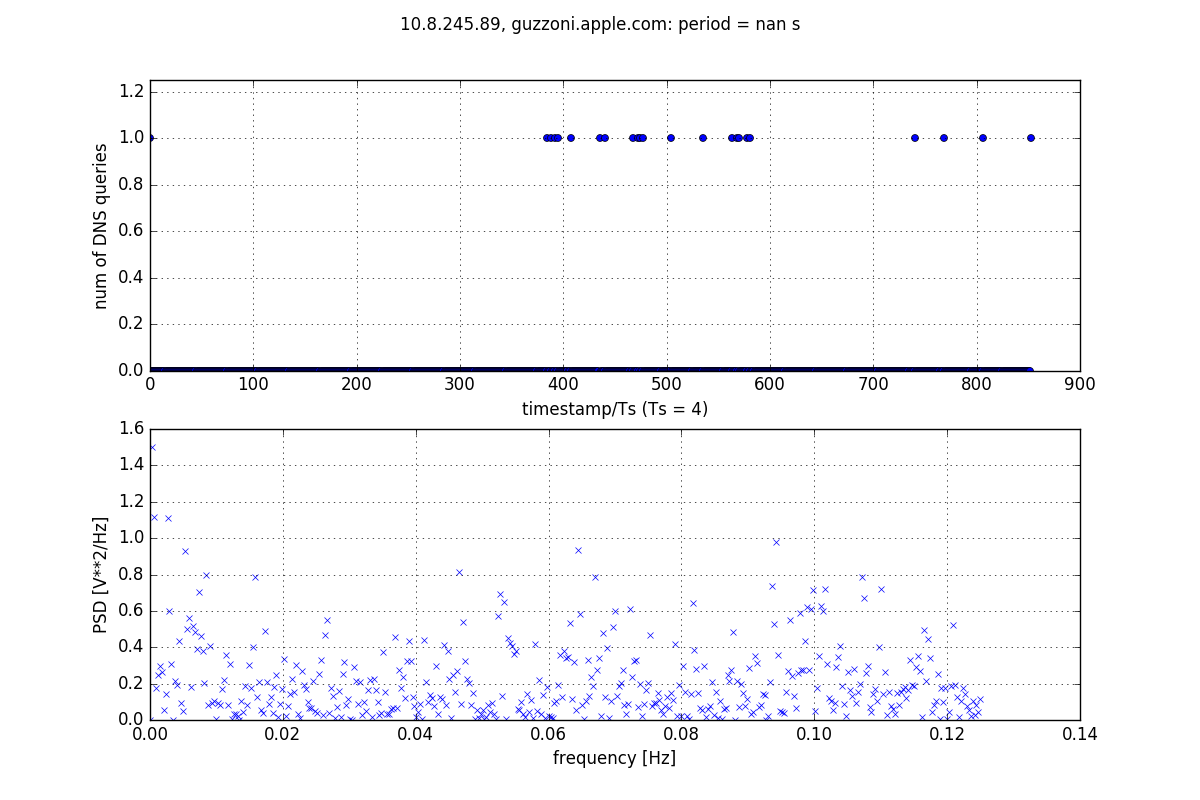 10.8.245.89, guzzoni.apple.com: period = nan s
1.2
1.0
0.8
0.6
0.4
0.2
0.0
num of DNS queries
0 100 200 300 400 500 600 700 800 900
timestamp/Ts (Ts = 4)
1.6
1.4
1.2
1.0
0.8
0.6
0.4
0.2
0.0
PSD [V**2/Hz]
0.00 0.02 0.04 0.06 0.08 0.10 0.12 0.14
frequency [Hz]